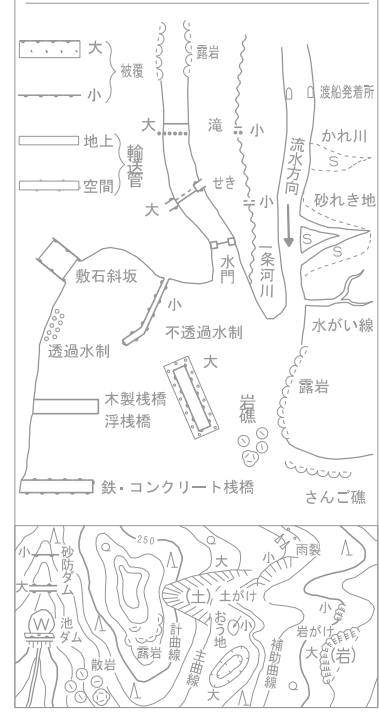 大
被覆
小
露岩
大
滝
小
渡船発着所
かれ川
S
地上
輸送管
空間
せき
大
小
流水方向
砂れき地
S
S
水門
一条河川
敷石斜坂
小
不透過水制
透過水制
水がい線
大
露岩
木製桟橋
浮桟橋
岩礁
鉄・コンクリート桟橋
さんご礁
小
砂防ダム
大
W
池
ダム
散岩
250
露岩
計曲線
主曲線
大
(土)
土がけ
小
おう地
小
大
補助曲線
雨裂
小
岩がけ
(岩)
大